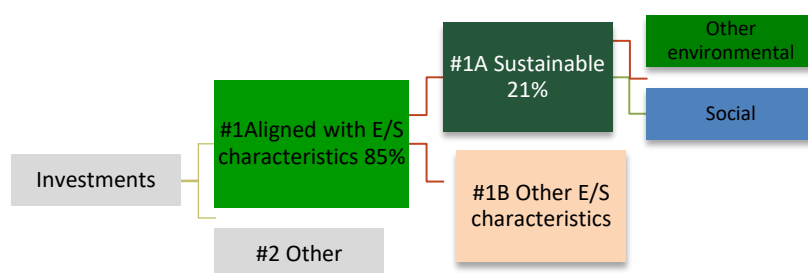 Investments
#1Aligned with E/S
characteristics 85%
#2 Other
#1A Sustainable
21%
#1B Other E/S
characteristics
Other
environmental
Social